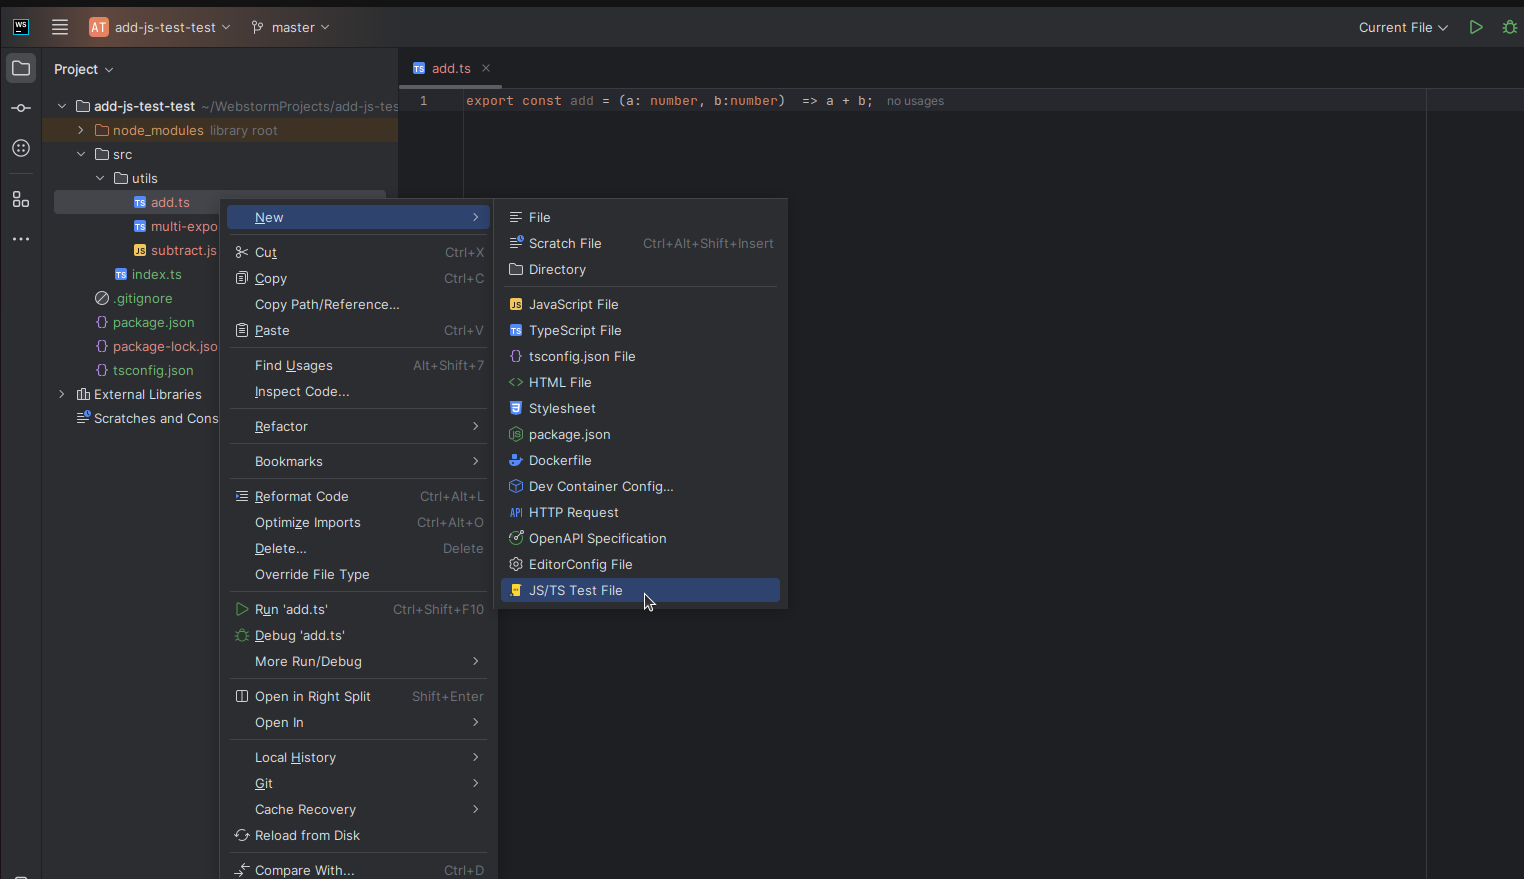 WS
AT add-js-test-test master Current File
Project
add.ts
add-js-test-test ~/WebstormProjects/add-js-tes
1 export const add = (a: number, b:number) => a + b; no usages
node_modules library root
src
utils
TS add.ts
TS multi-expo
JS subtract.js
TS index.ts
.gitignore
{} package.json
{} package-lock.jso
{} tsconfig.json
External Libraries
Scratches and Cons
New
Cut Ctrl+X
Copy Ctrl+C
Copy Path/Reference...
Paste Ctrl+V
Find Usages Alt+Shift+7
Inspect Code...
Refactor
Bookmarks
Reformat Code Ctrl+Alt+L
Optimize Imports Ctrl+Alt+O
Delete... Delete
Override File Type
Run 'add.ts' Ctrl+Shift+F10
Debug 'add.ts'
More Run/Debug
Open in Right Split Shift+Enter
Open In
Local History
Git
Cache Recovery
Reload from Disk
Compare With... Ctrl+D
File
Scratch File Ctrl+Alt+Shift+Insert
Directory
JS JavaScript File
TS TypeScript File
{} tsconfig.json File
<> HTML File
Stylesheet
package.json
Dockerfile
Dev Container Config...
API HTTP Request
OpenAPI Specification
EditorConfig File
JS/TS Test File